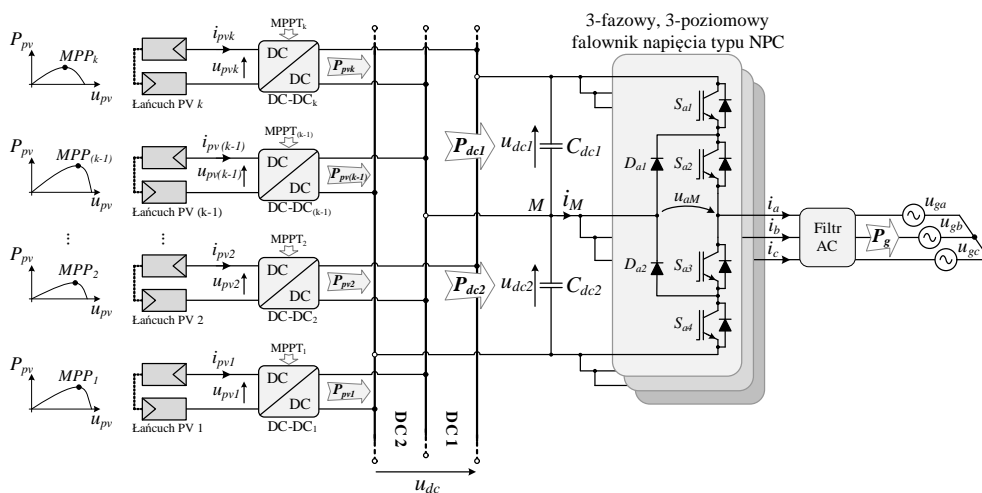 3-fazowy, 3-poziomowy
falownik napięcia typu NPC
P_pv
MPP_k
u_pv
i_pvk
u_pvk
Łańcuch PV k
MPPT_k
DC
DC
DC-DC_k
P_pvk
P_pv
MPP_(k-1)
u_pv
i_pv(k-1)
u_pv(k-1)
Łańcuch PV (k-1)
MPPT_(k-1)
DC
DC
DC-DC_(k-1)
P_pv(k-1)
...
...
P_pv
MPP_2
u_pv
i_pv2
u_pv2
Łańcuch PV 2
MPPT_2
DC
DC
DC-DC_2
P_pv2
P_pv
MPP_1
u_pv
i_pv1
u_pv1
Łańcuch PV 1
MPPT_1
DC
DC
DC-DC_1
P_pv1
DC 2
DC 1
u_dc
P_dc1
u_dc1
C_dc1
M
i_M
P_dc2
u_dc2
C_dc2
S_a1
D_a1
S_a2
u_aM
D_a2
S_a3
S_a4
i_a
i_b
i_c
Filtr
AC
P_g
u_ga
u_gb
u_gc